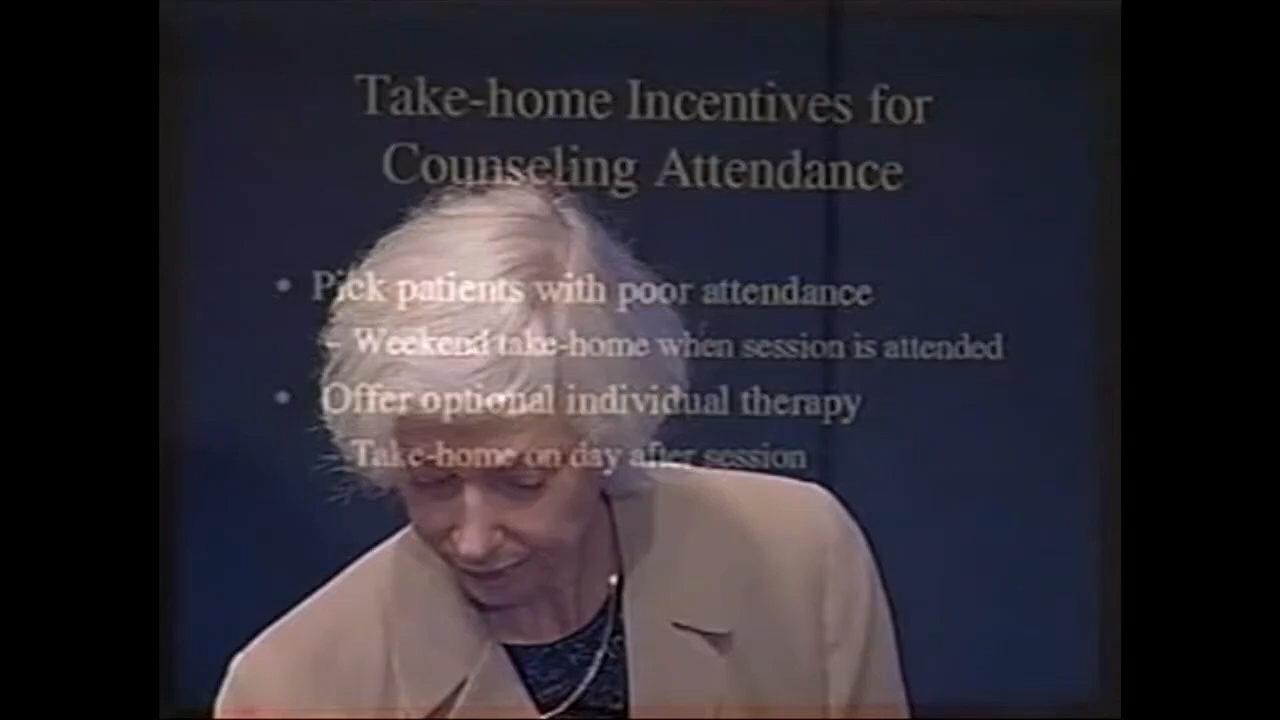 Take-home Incentives for
Counseling Attendance
• Pick patients with poor attendance
– Weekend take-home when session is attended
• Offer optional individual therapy
– Take-home on day after session